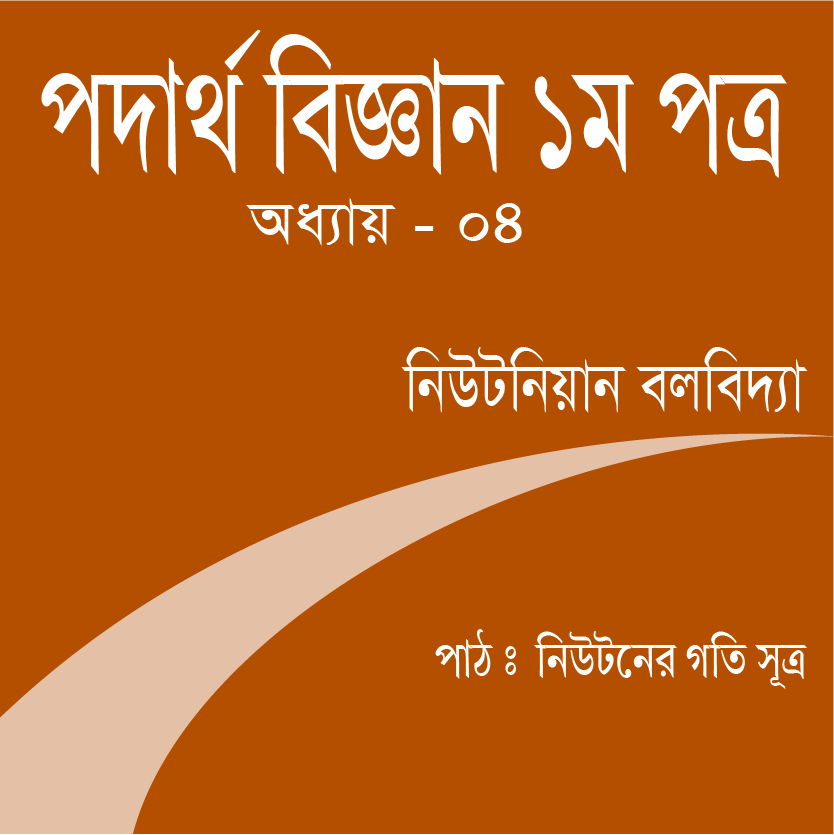 পদার্থ বিজ্ঞান ১ম পত্র
অধ্যায় - ০৪
নিউটনিয়ান বলবিদ্যা
পাঠ ঃ নিউটনের গতি সূত্র